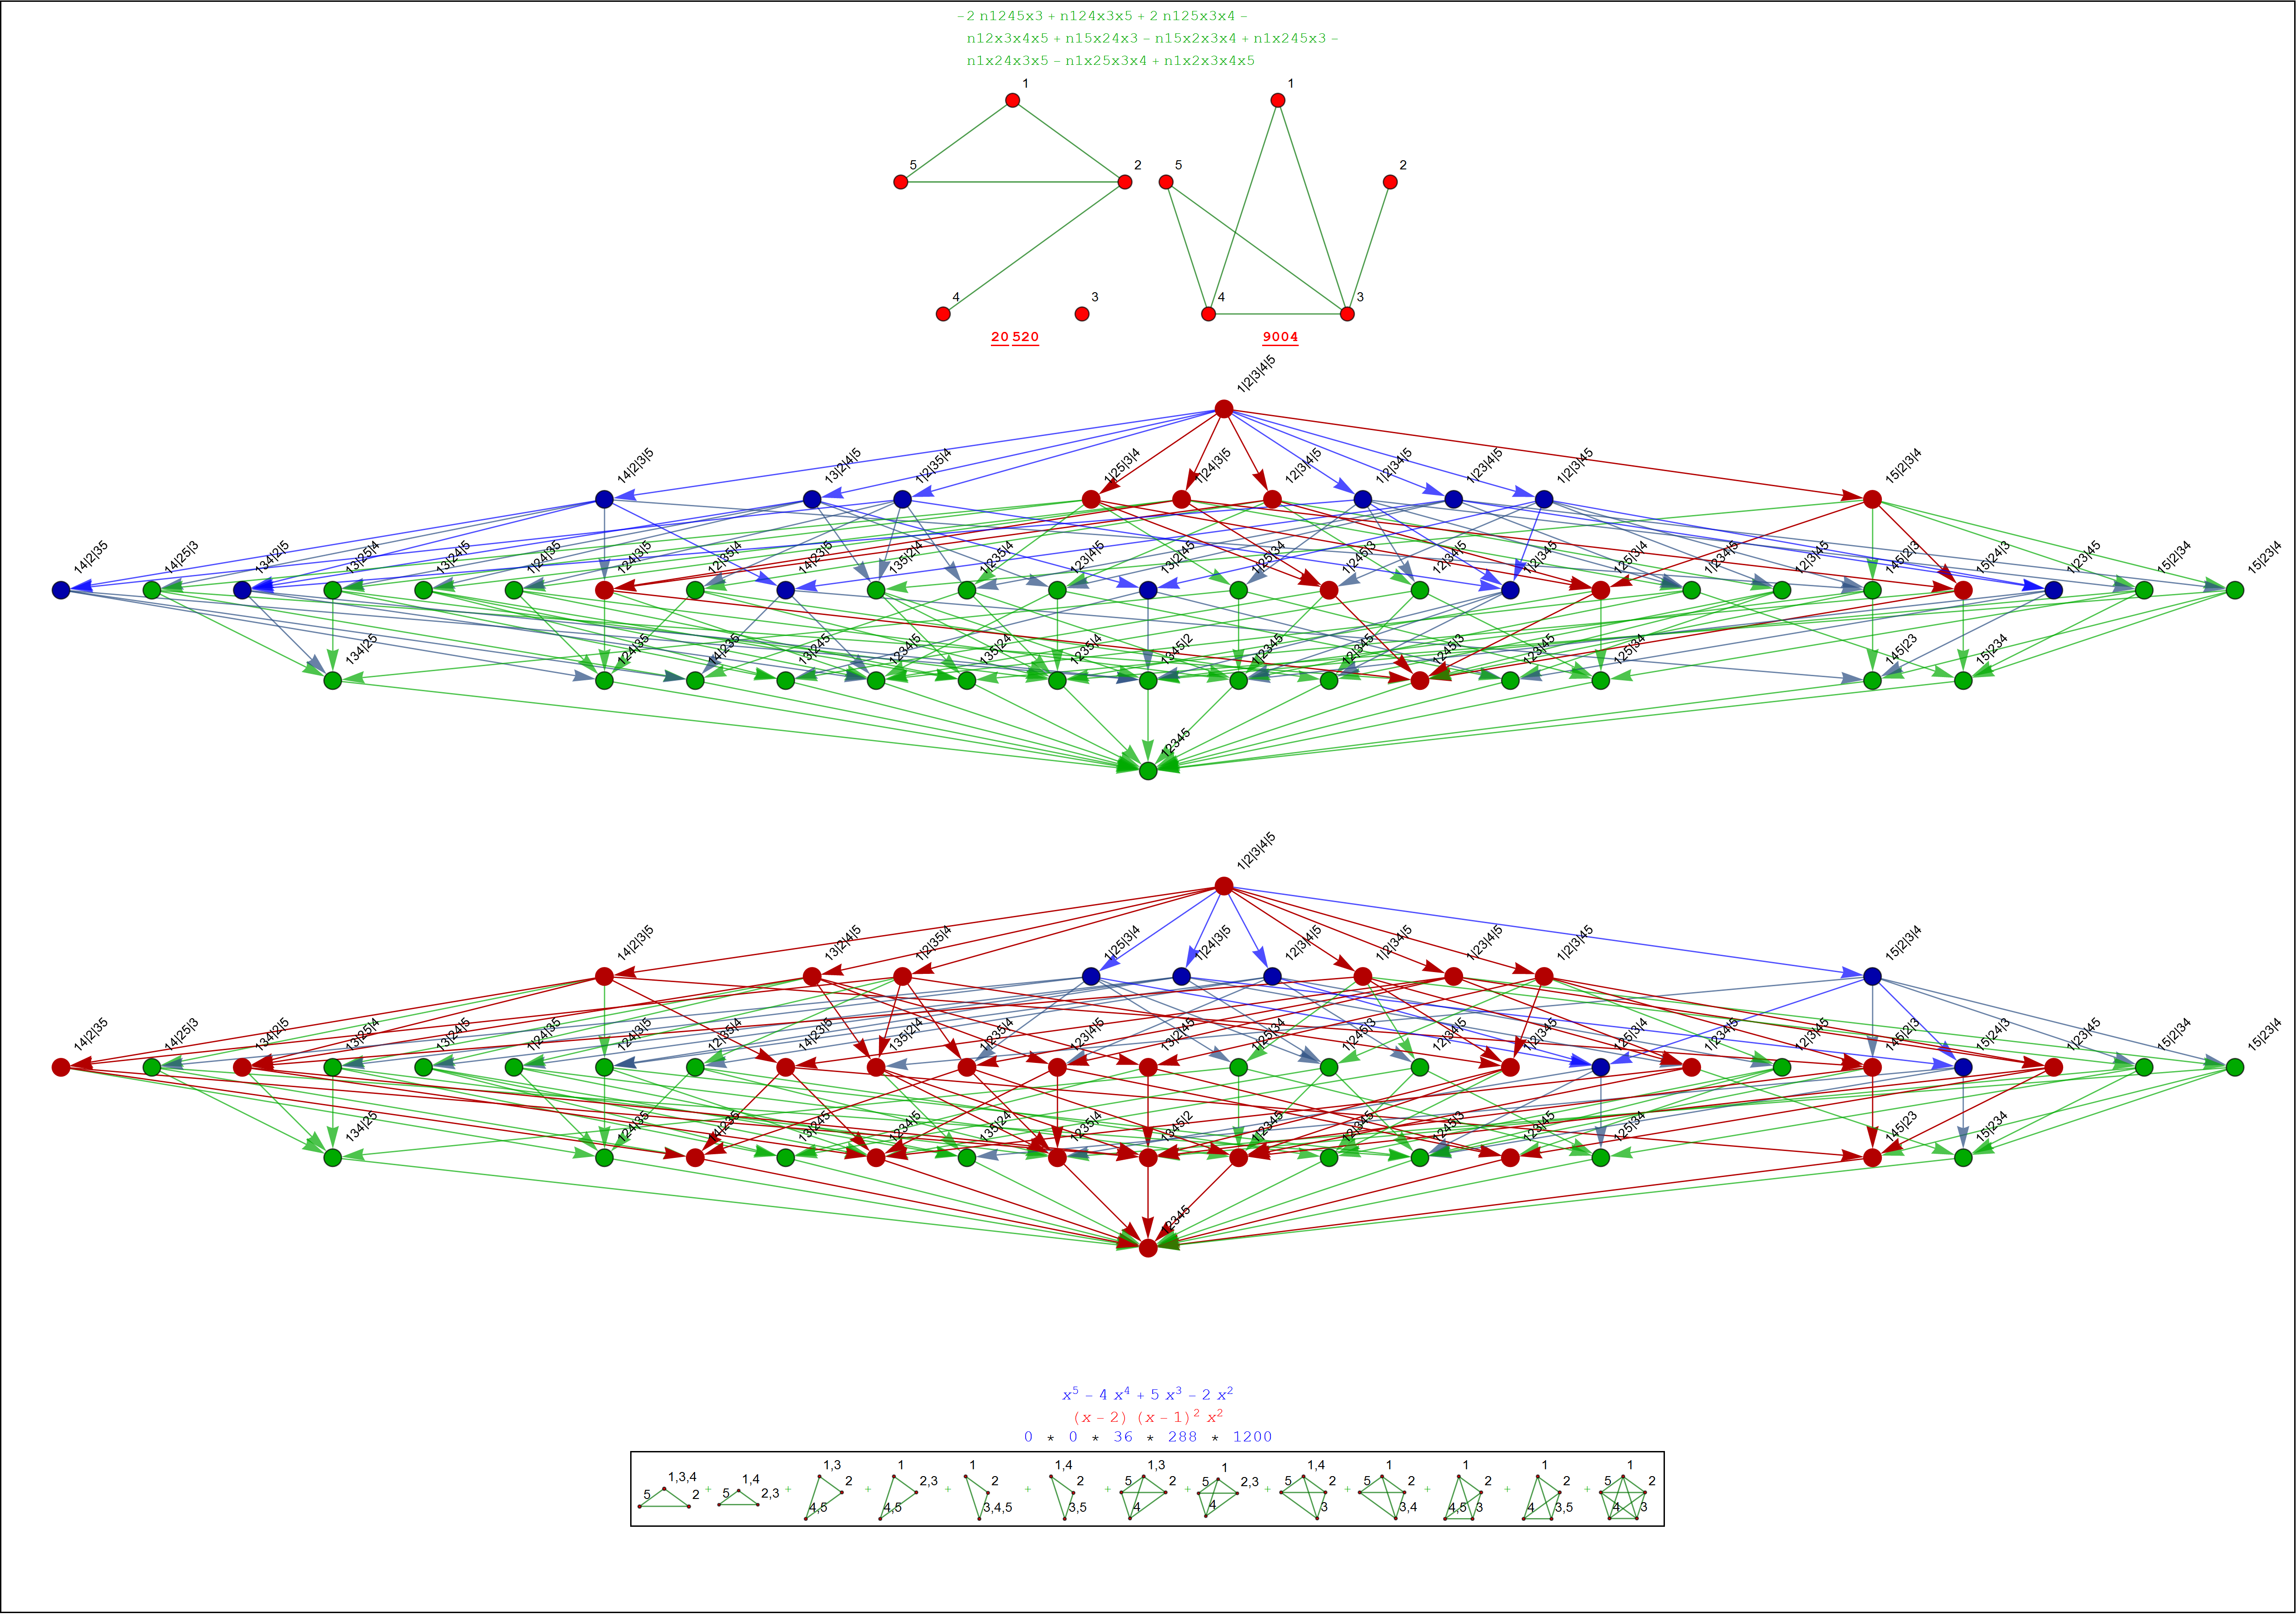 -2 n1245x3 + n124x3x5 + 2 n125x3x4 -
n12x3x4x5 + n15x24x3 - n15x2x3x4 + n1x245x3 -
n1x24x3x5 - n1x25x3x4 + n1x2x3x4x5
1 1
5 2 5 2
4 3 4 3
20 520 9004
1|2|3|4|5
14|2|3|5 13|2|4|5 1|2|35|4 1|25|3|4 1|24|3|5 12|3|4|5 1|2|34|5 1|23|4|5 1|2|3|45 15|2|3|4
14|2|35 14|25|3 134|2|5 13|25|4 13|24|5 1|24|35 124|3|5 12|35|4 14|23|5 135|2|4 1|235|4 123|4|5 13|2|45 1|25|34 1|245|3 12|34|5 1|2|345 125|3|4 1|234|5 12|3|45 145|2|3 15|24|3 1|23|45 15|2|34 15|23|4
134|25 124|35 14|235 13|245 1234|5 135|24 1235|4 1345|2 1|2345 12|345 1245|3 123|45 125|34 145|23 15|234
12345
1|2|3|4|5
14|2|3|5 13|2|4|5 1|2|35|4 1|25|3|4 1|24|3|5 12|3|4|5 1|2|34|5 1|23|4|5 1|2|3|45 15|2|3|4
14|2|35 14|25|3 134|2|5 13|25|4 13|24|5 1|24|35 124|3|5 12|35|4 14|23|5 135|2|4 1|235|4 123|4|5 13|2|45 1|25|34 1|245|3 12|34|5 1|2|345 125|3|4 1|234|5 12|3|45 145|2|3 15|24|3 1|23|45 15|2|34 15|23|4
134|25 124|35 14|235 13|245 1234|5 135|24 1235|4 1345|2 1|2345 12|345 1245|3 123|45 125|34 145|23 15|234
12345
x⁵ - 4 x⁴ + 5 x³ - 2 x²
(x - 2) (x - 1)² x²
0 * 0 * 36 * 288 * 1200
1,3,4 5 2 + 1,4 5 2,3 + 1,3 2 4,5 + 1 2,3 4,5 + 1 2 3,4,5 + 1,4 2 3,5 + 1,3 5 2 4 + 1 5 2,3 4 + 1,4 5 2 3 + 1 5 2 3,4 + 1 2 4,5 3 + 1 2 4 3,5 + 1 5 2 4 3